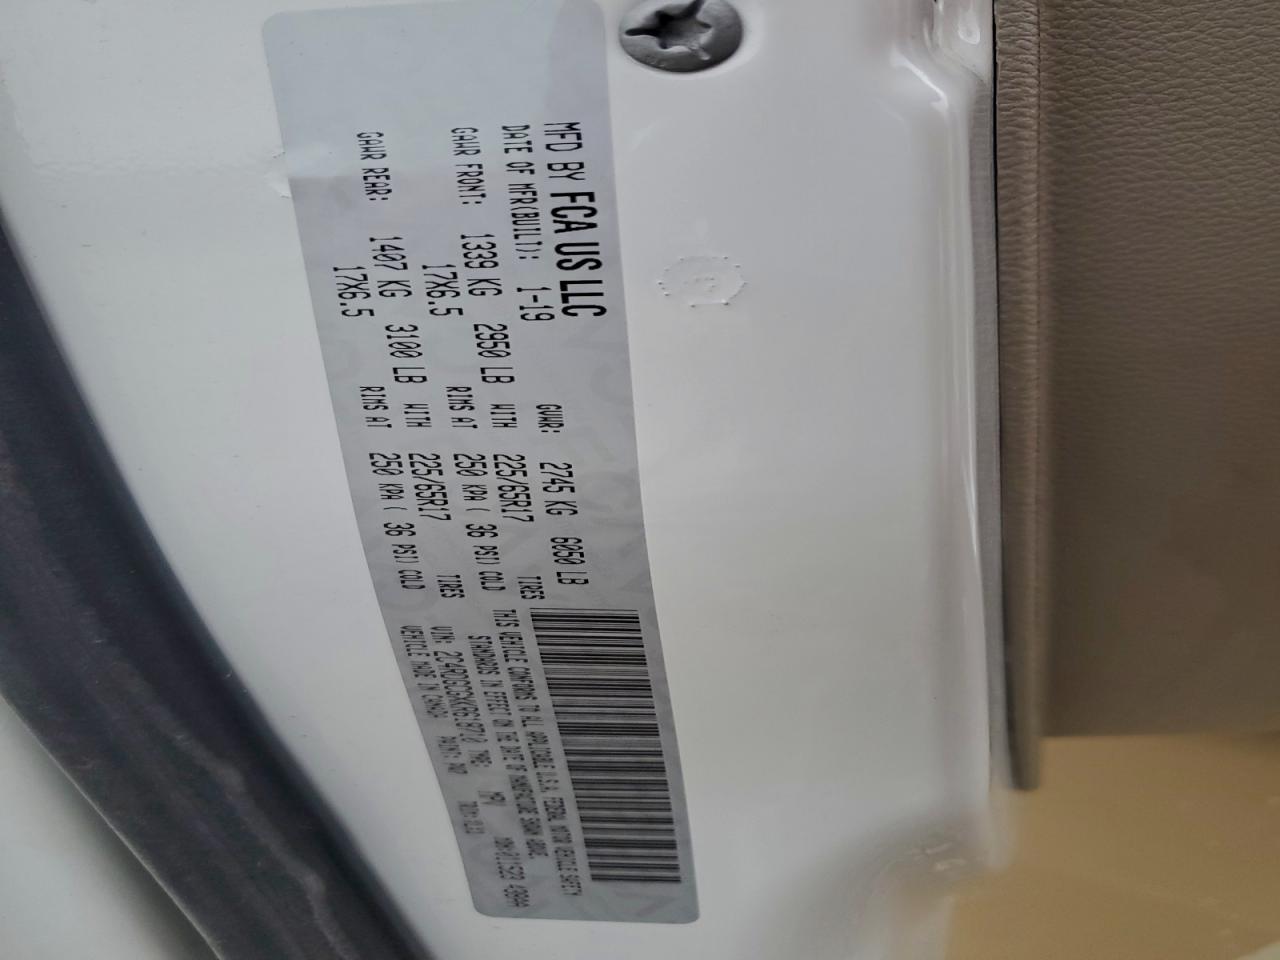 MFD BY FCA US LLC
DATE OF MFR(BUILT): 1-19 GVWR: 2745 KG 6050 LB
GAWR FRONT: 1339 KG 2950 LB WITH 225/65R17 TIRES
17X6.5 RIMS AT 250 KPA ( 36 PSI) COLD
GAWR REAR: 1407 KG 3100 LB WITH 225/65R17 TIRES
17X6.5 RIMS AT 250 KPA ( 36 PSI) COLD
THIS VEHICLE CONFORMS TO ALL APPLICABLE U.S.A. FEDERAL MOTOR VEHICLE SAFETY
STANDARDS IN EFFECT ON THE DATE OF MANUFACTURE SHOWN ABOVE.
VIN: TYPE: MPV
VEHICLE MADE IN CANADA PAINT: TRIM: